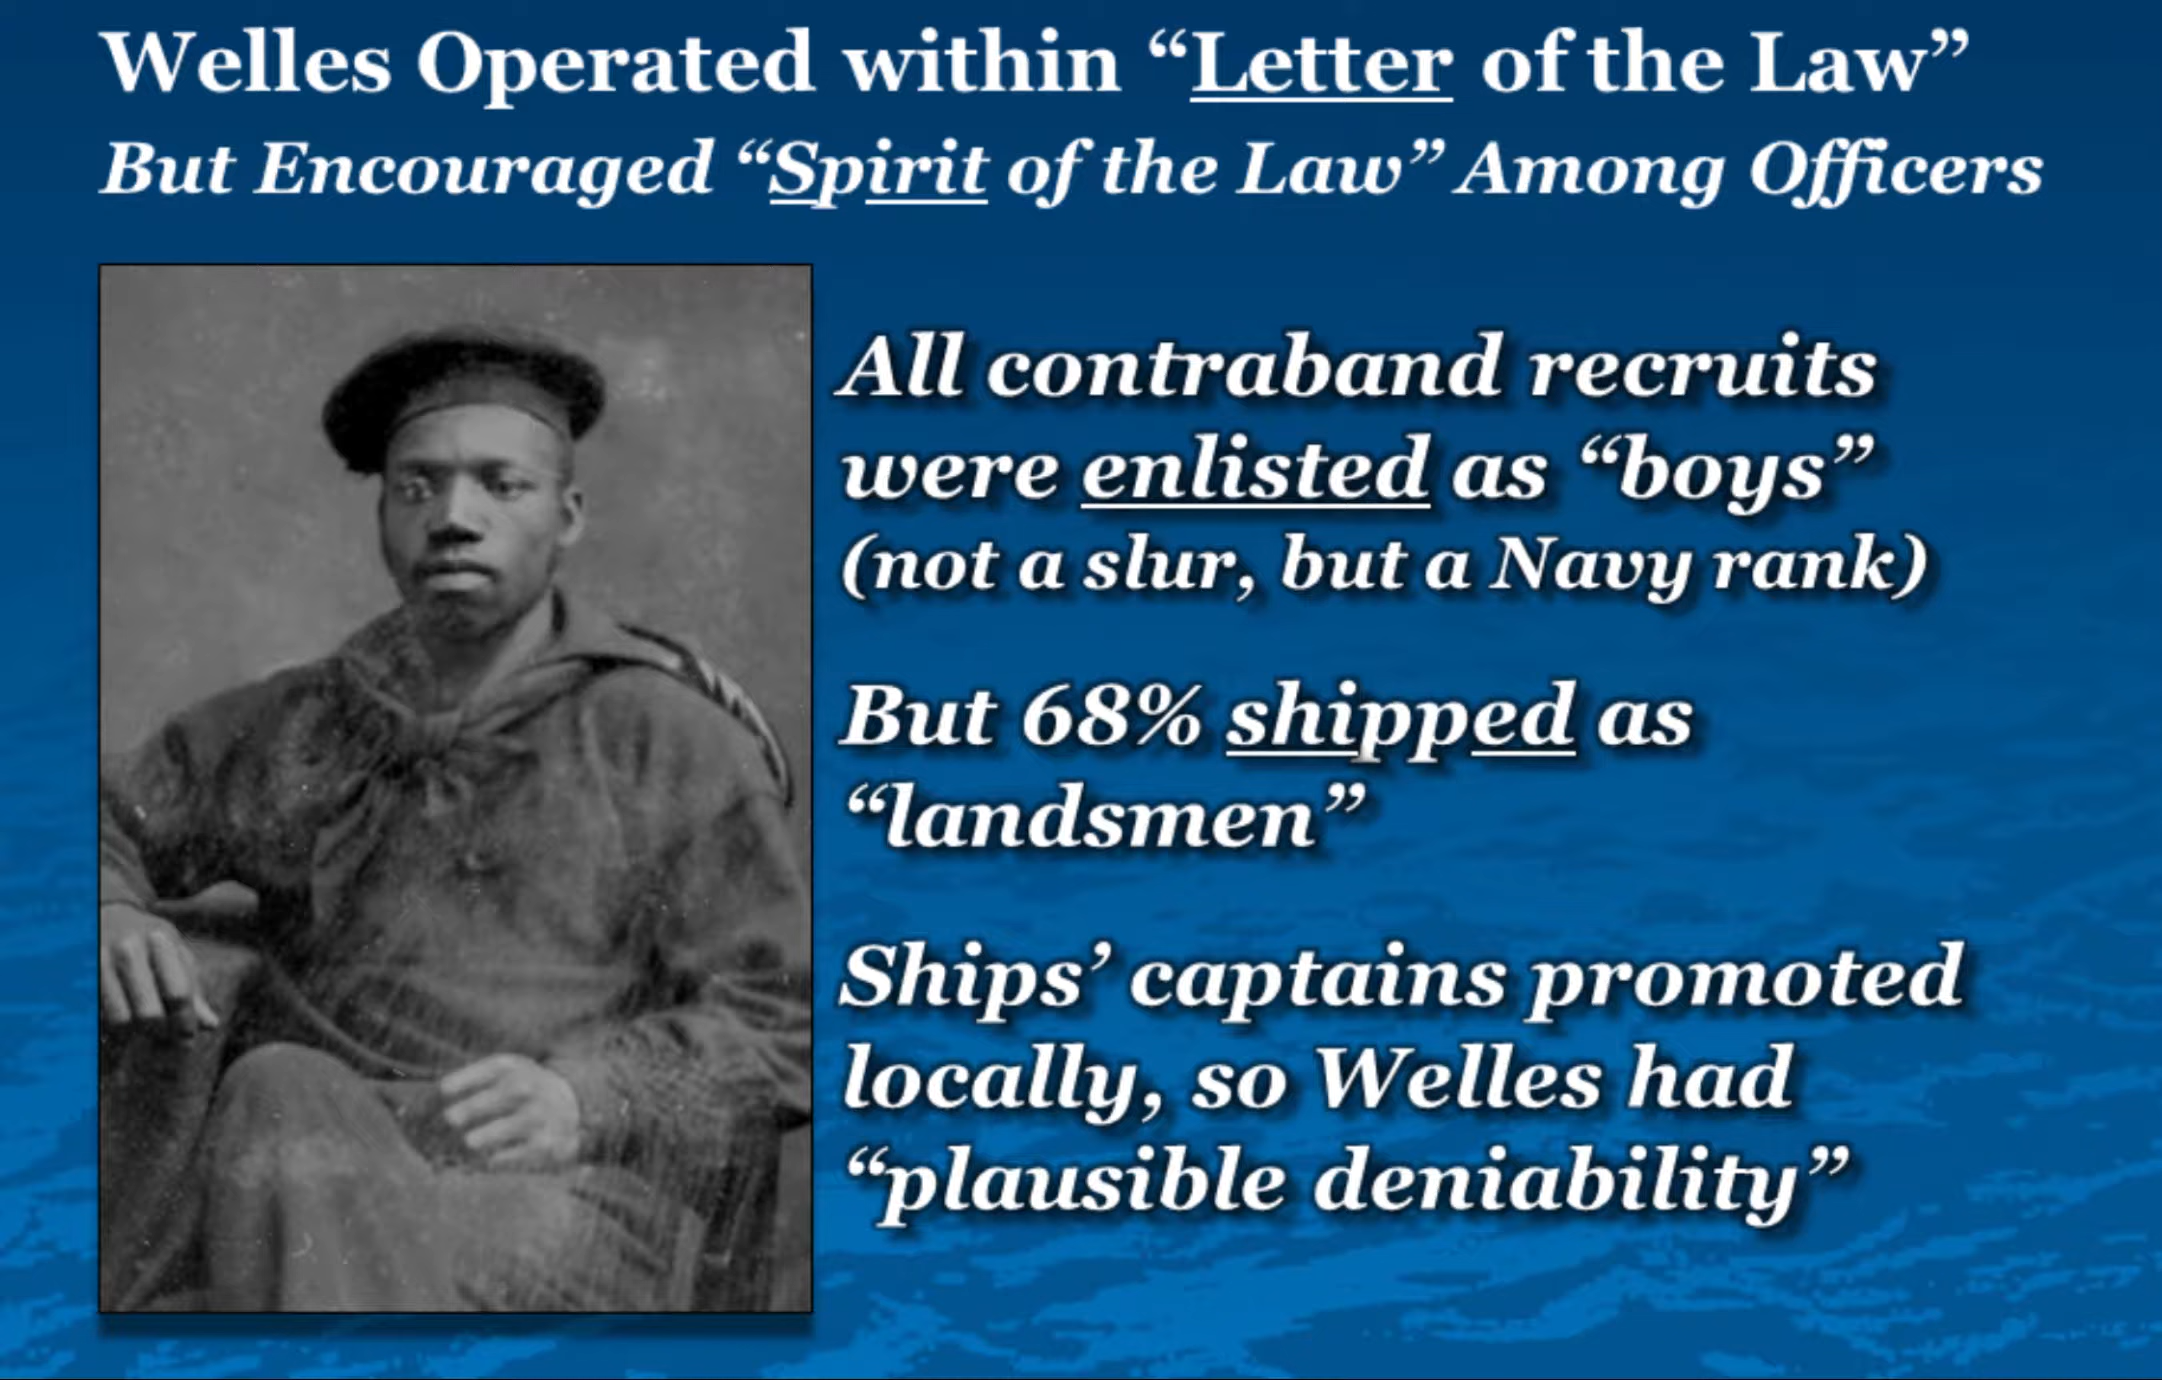 Welles Operated within “Letter of the Law”
But Encouraged “Spirit of the Law” Among Officers
All contraband recruits
were enlisted as “boys”
(not a slur, but a Navy rank)
But 68% shipped as
“landsmen”
Ships’ captains promoted
locally, so Welles had
“plausible deniability”